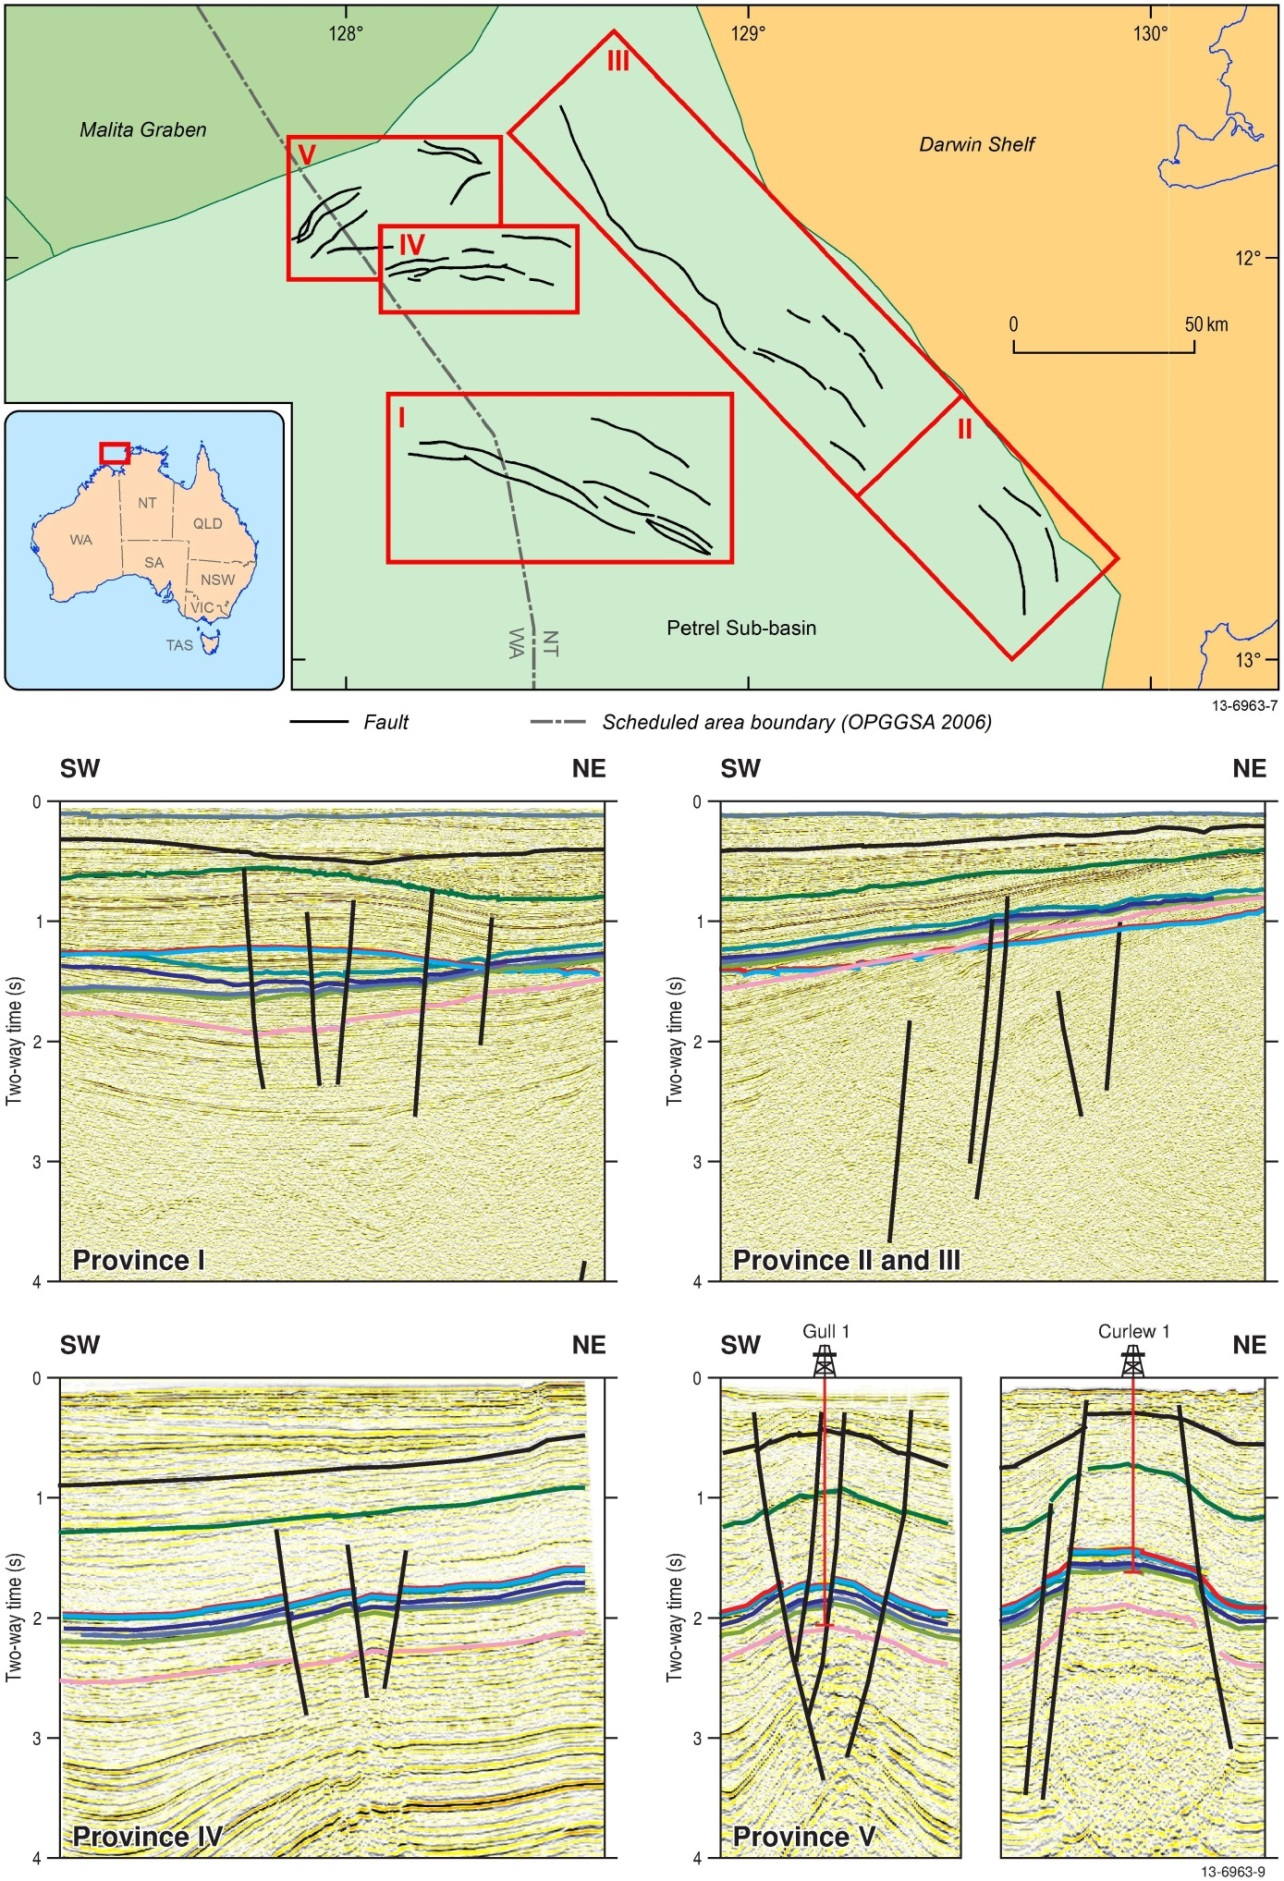 128°
129°
130°
III
Malita Graben
Darwin Shelf
V
IV
12°
0
50 km
I
II
NT
WA
QLD
SA
NSW
VIC
TAS
Petrel Sub-basin
WA
NT
13°
13-6963-7
Fault
Scheduled area boundary (OPGGSA 2006)
SW
NE
0
1
2
3
4
Two-way time (s)
Province I
SW
NE
0
1
2
3
4
Two-way time (s)
Province II and III
SW
NE
0
1
2
3
4
Two-way time (s)
Province IV
SW
Gull 1
Curlew 1
NE
0
1
2
3
4
Two-way time (s)
Province V
13-6963-9